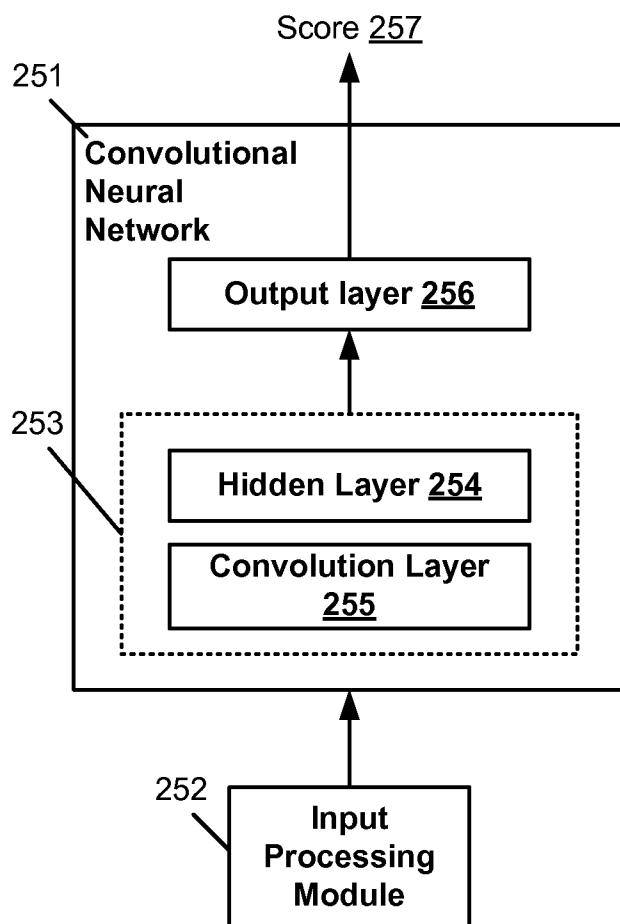 Score 257
251
Convolutional
Neural
Network
Output layer 256
253
Hidden Layer 254
Convolution Layer
255
252
Input
Processing
Module